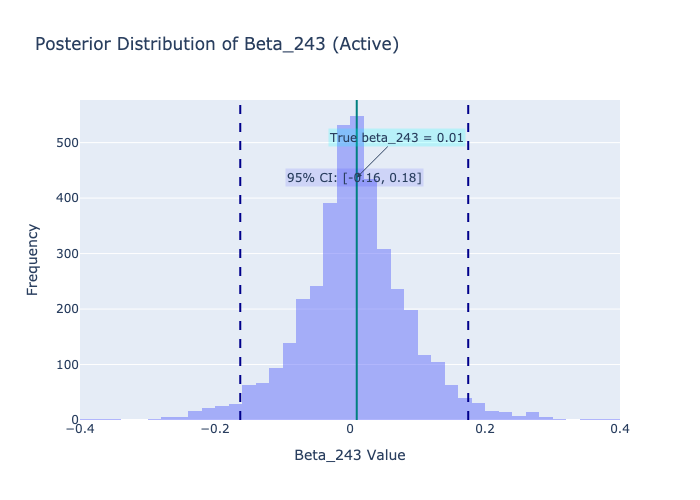 Posterior Distribution of Beta_243 (Active)
500
400
300
200
100
0
Frequency
True beta_243 = 0.01
95% CI: [-0.16, 0.18]
−0.4
−0.2
0
0.2
0.4
Beta_243 Value